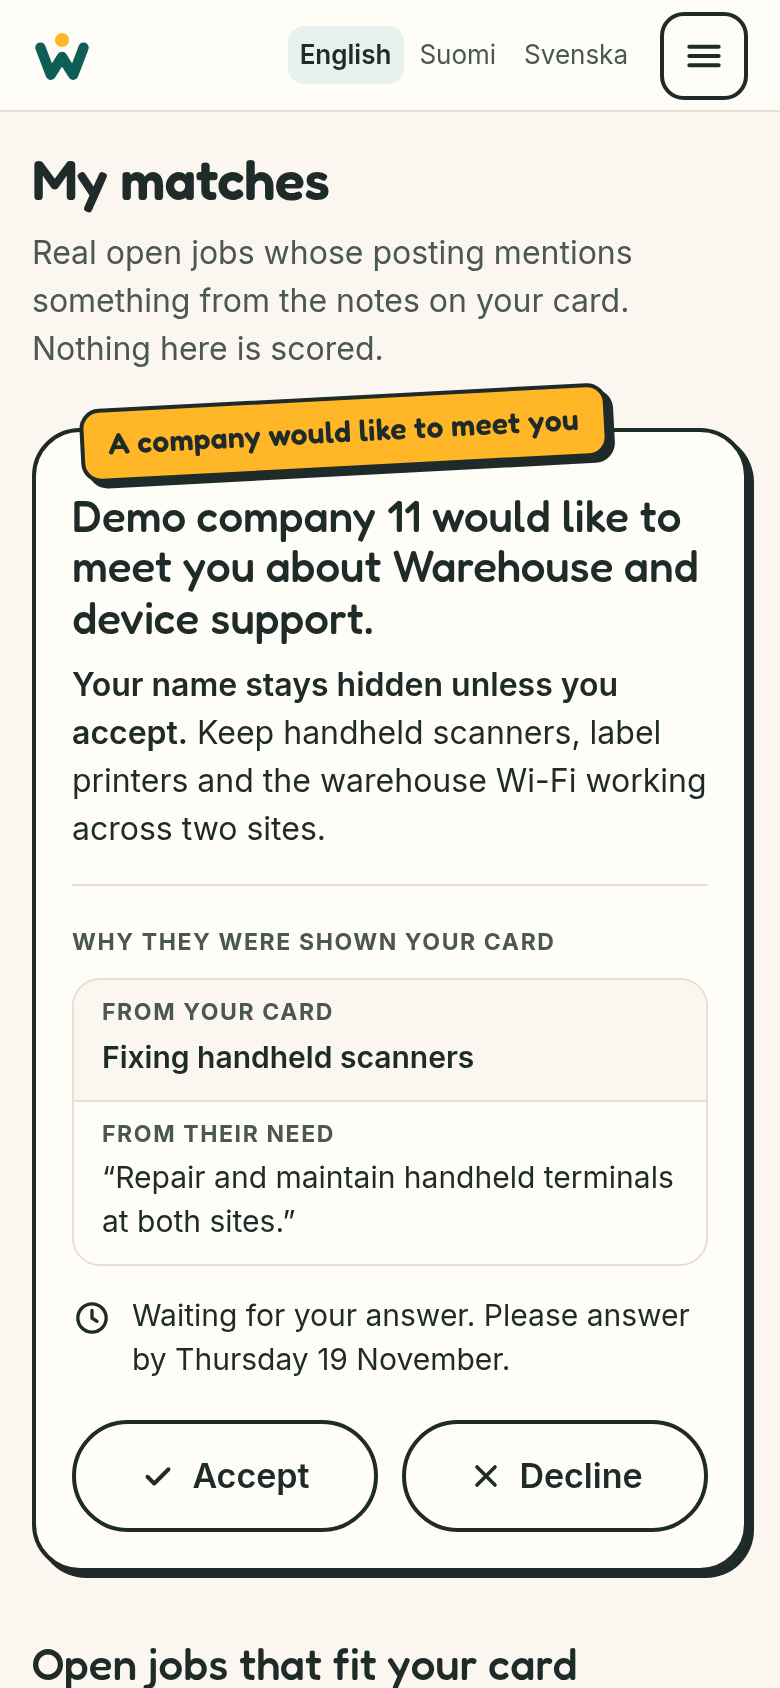 English Suomi Svenska
My matches
Real open jobs whose posting mentions
something from the notes on your card.
Nothing here is scored.
A company would like to meet you
Demo company 11 would like to
meet you about Warehouse and
device support.
Your name stays hidden unless you
accept. Keep handheld scanners, label
printers and the warehouse Wi-Fi working
across two sites.
WHY THEY WERE SHOWN YOUR CARD
FROM YOUR CARD
Fixing handheld scanners
FROM THEIR NEED
“Repair and maintain handheld terminals
at both sites.”
Waiting for your answer. Please answer
by Thursday 19 November.
Accept Decline
Open jobs that fit your card